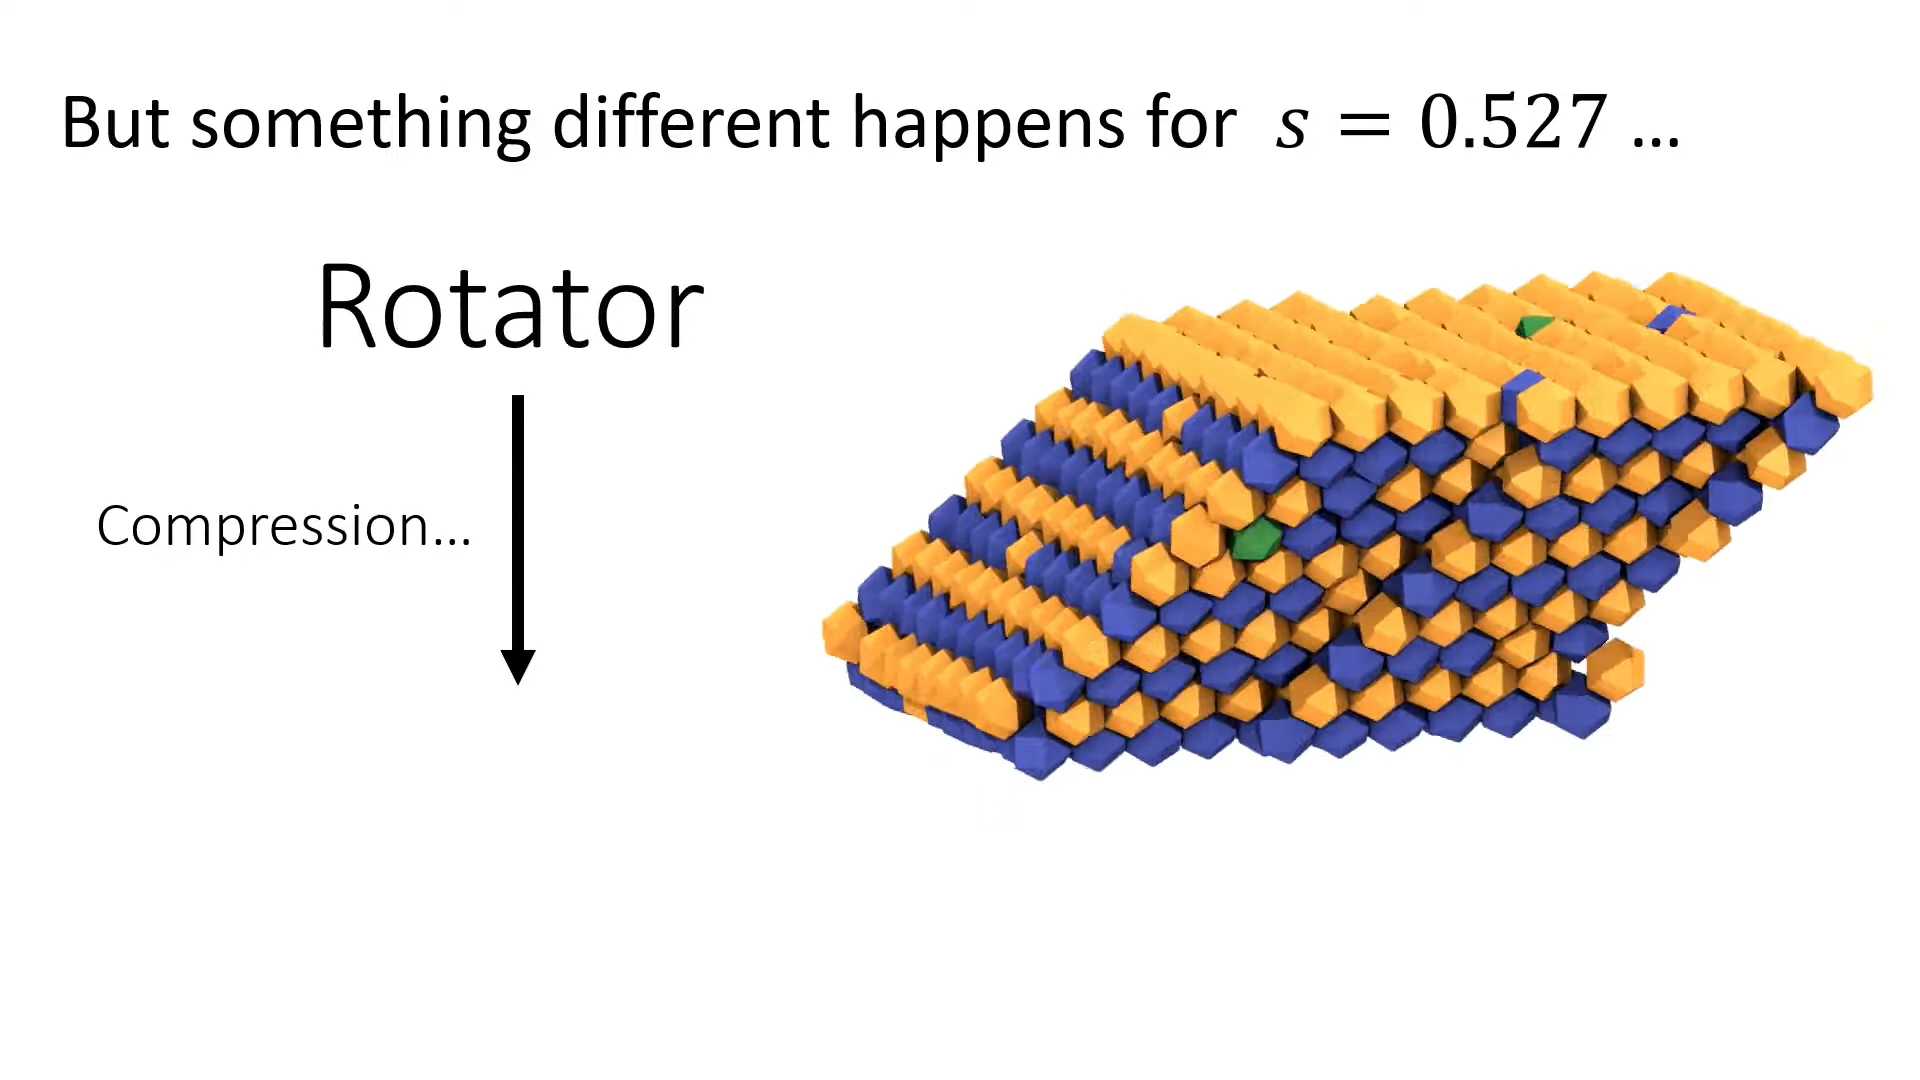 But something different happens for s = 0.527 ...
Rotator
Compression...